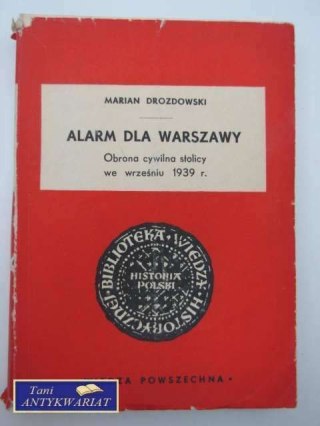 MARIAN DROZDOWSKI
ALARM DLA WARSZAWY
Obrona cywilna stolicy
we wrześniu 1939 r.
BIBLIOTEKA · WIEDZY · HISTORYCZNEJ ·
HISTORIA
POLSKI
POWSZECHNA
Tani
ANTYKWARIAT